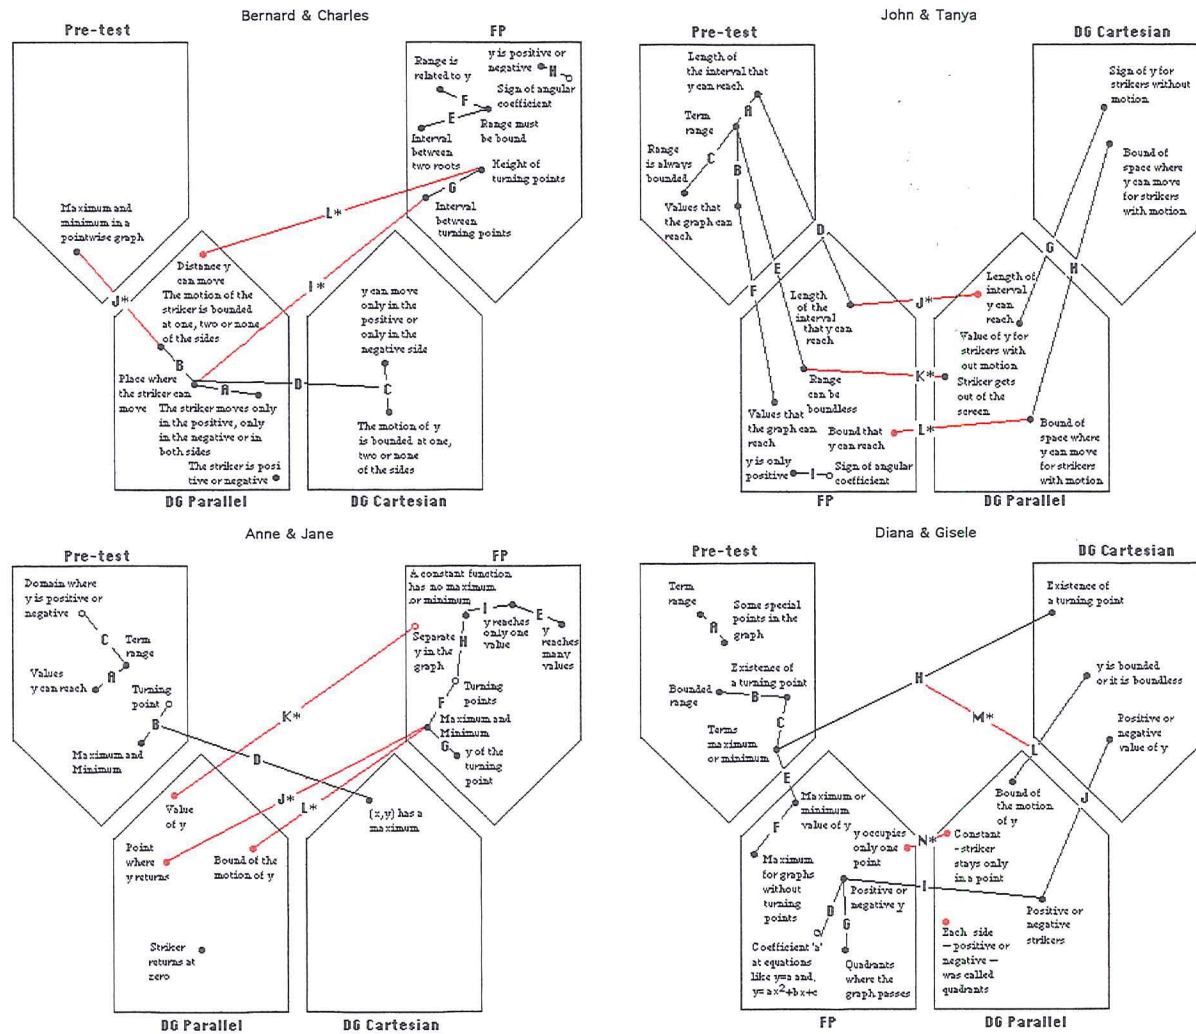 Bernard & Charles
Pre-test
FP
Range is
related to y
y is positive or
negative
H
Sign of angular
coefficient
F
E
Range must
be bound
Interval
between
two roots
Height of
turning points
G
Interval
between
turning points
L*
I*
Maximum and
minimum in a
pointwise graph
J*
Distance y
can move
The motion of the
striker is bounded
at one, two or none
of the sides
B
Place where
the striker can
move
A
The striker moves only
in the positive, only
in the negative or in
both sides
The striker is posi
tive or negative
D
y can move
only in the
positive or
only in the
negative side
C
The motion of y
is bounded at one,
two or none
of the sides
DG Parallel
DG Cartesian
John & Tanya
Pre-test
DG Cartesian
Length of
the interval that
y can reach
A
Term
range
C
B
Range
is always
bounded
Values that
the graph can
reach
D
E
F
Sign of y for
strikers without
motion
Bound of
space where
y can move
for strikers
with motion
G
H
Length
of the
interval
that y can
reach
J*
Length of
interval
y can
reach
Value of y for
strikers with
out motion
K*
Range
can be
boundless
Striker gets
out of the
screen
Values that
the graph can
reach
Bound that
y can reach
L*
Bound of
space where
y can move
for strikers
with motion
y is only
positive
I
Sign of angular
coefficient
FP
DG Parallel
Anne & Jane
Pre-test
FP
Domain where
y is positive or
negative
C
Term
range
A
Values
y can reach
Turning
point
B
Maximum and
Minimum
D
K*
J*
L*
A constant function
has no maximum
or minimum
I
E
H
Separate
y in the
graph
y reaches
only one
value
y
reaches
many
values
F
Turning
points
Maximum and
Minimum
G
y of the
turning
point
Value
of y
Point
where
y returns
Bound of the
motion of y
Striker
returns at
zero
(x,y) has a
maximum
DG Parallel
DG Cartesian
Diana & Gisele
Pre-test
DG Cartesian
Term
range
A
Some special
points in the
graph
Existence of
a turning point
Bounded
range
B
C
Terms
maximum
or minimum
E
H
M*
L
Existence of
a turning point
y is bounded
or it is boundless
Positive or
negative
value of y
J
Maximum or
minimum
value of y
F
Maximum
for graphs
without
turning
points
y occupies
only one
point
N*
Constant
-striker
stays only
in a point
Bound of
the motion
of y
D
G
Positive or
negative y
I
Positive or
negative
strikers
Coefficient 'a'
at equations
like y=a and,
y=ax²+bx+c
Quadrants
where the
graph passes
Each side
—positive or
negative—
was called
quadrants
FP
DG Parallel